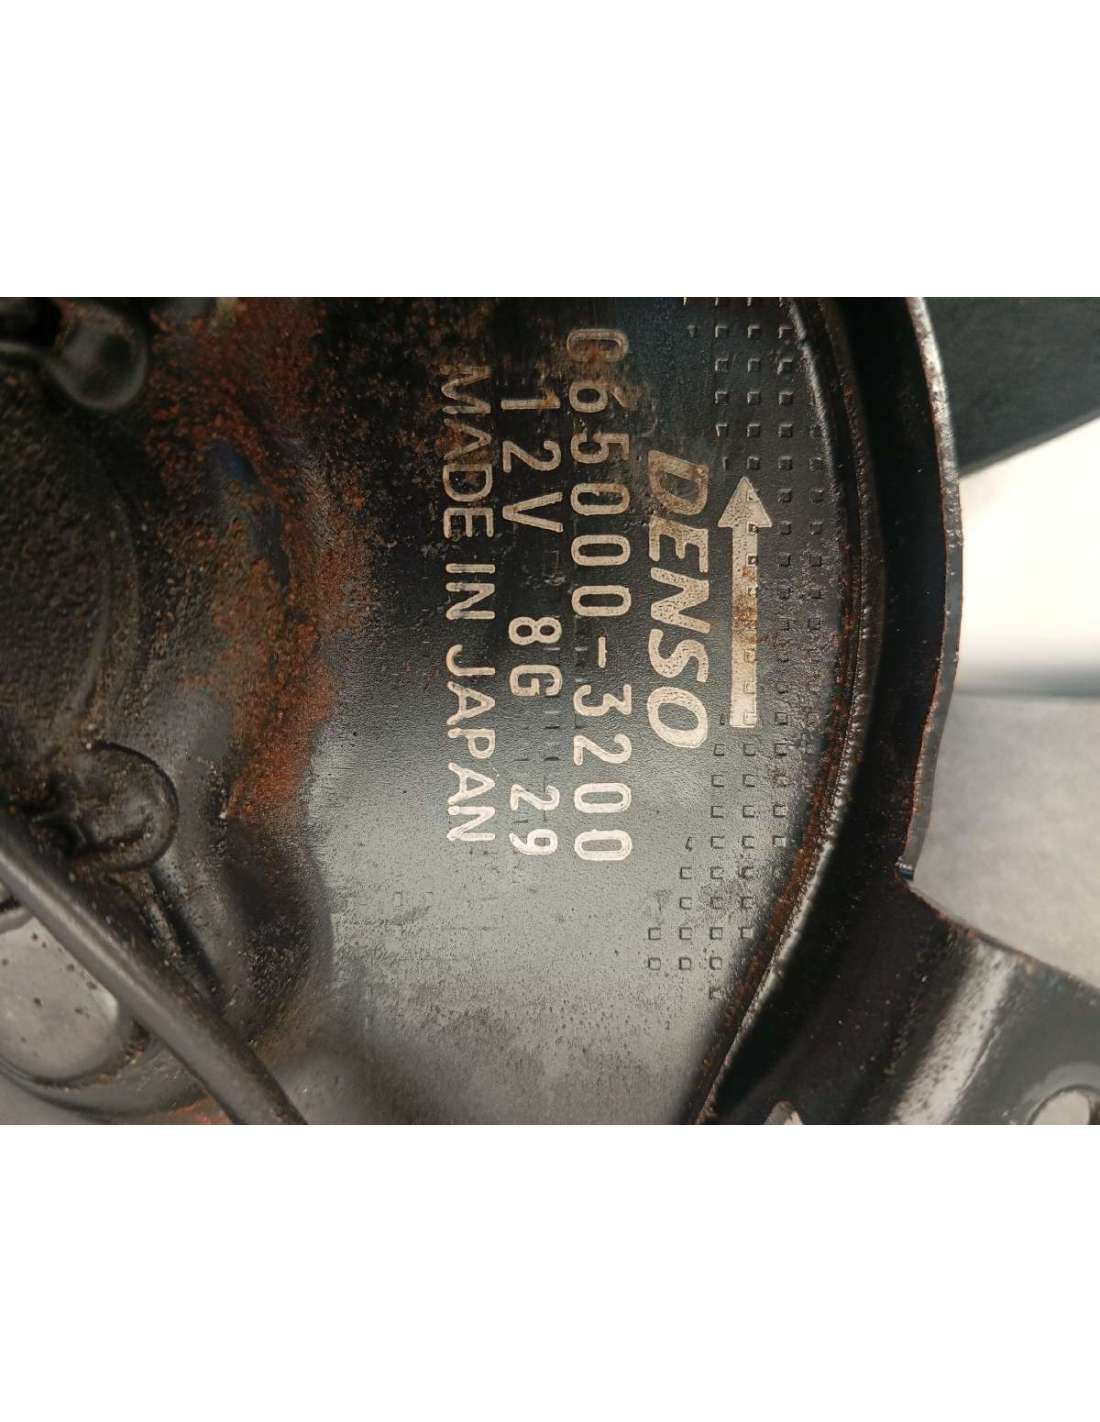 DENSO
065000-3200
12V 8G 29
MADE IN JAPAN